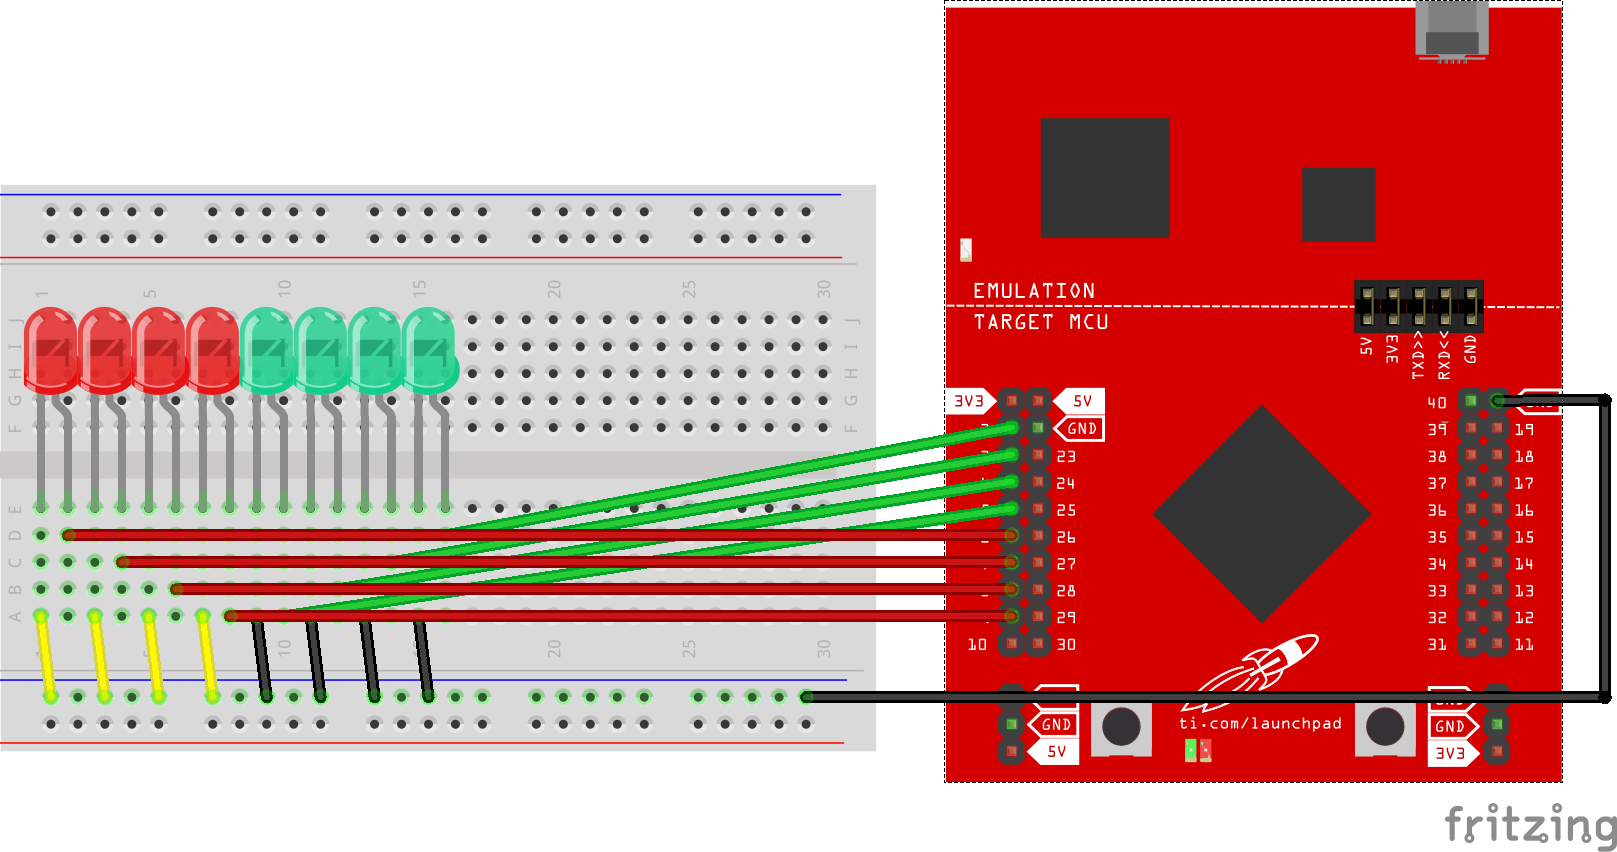 1 5 10 15 20 25 30
J J
I I
H H
G G
F F
E
D
C
B
A
10 20 25 30
EMULATION
TARGET MCU
5V 3V3 TXD>> RXD<< GND
3V3 5V 40
GND 39 19
23 38 18
24 37 17
25 36 16
26 35 15
27 34 14
28 33 13
29 32 12
10 30 31 11
GND ti.com/launchpad GND
5V 3V3
fritzing